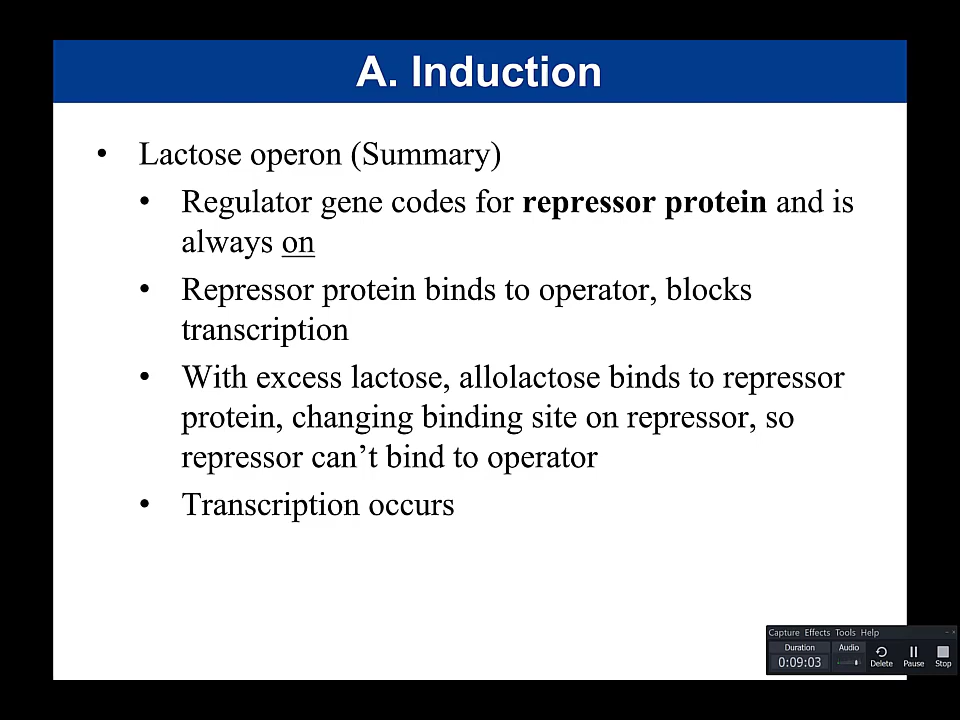 A. Induction
• Lactose operon (Summary)
• Regulator gene codes for repressor protein and is
always on
• Repressor protein binds to operator, blocks
transcription
• With excess lactose, allolactose binds to repressor
protein, changing binding site on repressor, so
repressor can’t bind to operator
• Transcription occurs
Capture Effects Tools Help
Duration Audio
0:09:03 Delete Pause Stop